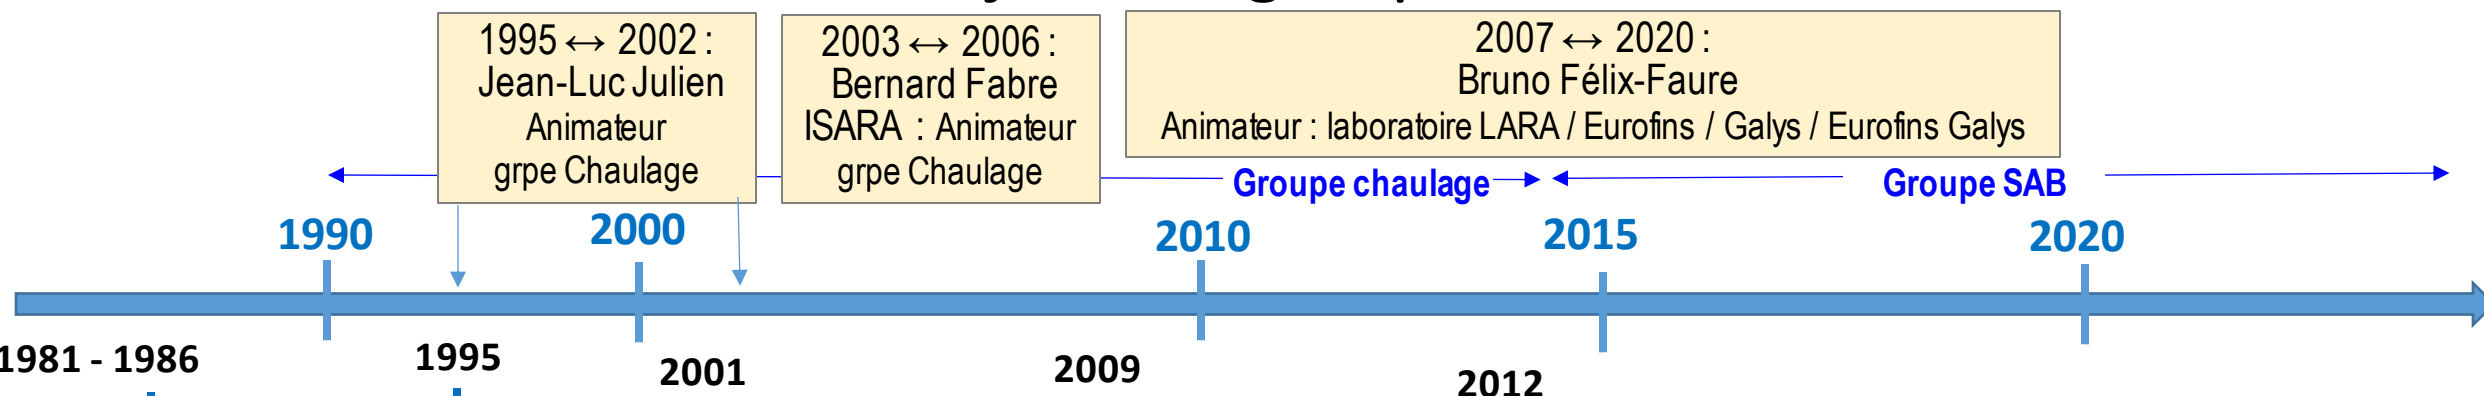 1995 ↔ 2002 :
Jean-Luc Julien
Animateur
grpe Chaulage
2003 ↔ 2006 :
Bernard Fabre
ISARA : Animateur
grpe Chaulage
2007 ↔ 2020 :
Bruno Félix-Faure
Animateur : laboratoire LARA / Eurofins / Galys / Eurofins Galys
Groupe chaulage
Groupe SAB
1990
2000
2010
2015
2020
1981 - 1986
1995
2001
2009
2012